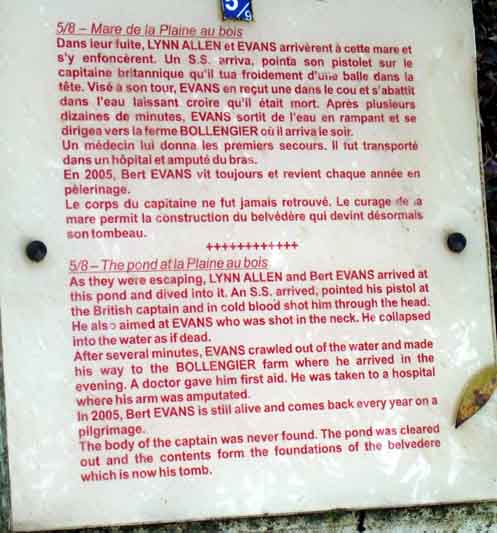 5/9
5/8 – Mare de la Plaine au bois
Dans leur fuite, LYNN ALLEN et EVANS arrivèrent à cette mare et
s'y enfoncèrent. Un S.S. arriva, pointa son pistolet sur le
capitaine britannique qu'il tua froidement d'une balle dans la
tête. Visé à son tour, EVANS en reçut une dans le cou et s'abattit
dans l'eau laissant croire qu'il était mort. Après plusieurs
dizaines de minutes, EVANS sortit de l'eau en rampant et se
dirigea vers la ferme BOLLENGIER où il arriva le soir.
Un médecin lui donna les premiers secours. Il fut transporté
dans un hôpital et amputé du bras.
En 2005, Bert EVANS vit toujours et revient chaque année en
pèlerinage.
Le corps du capitaine ne fut jamais retrouvé. Le curage de la
mare permit la construction du belvédère qui devint désormais
son tombeau.
++++++++++++
5/8 – The pond at la Plaine au bois
As they were escaping, LYNN ALLEN and Bert EVANS arrived at
this pond and dived into it. An S.S. arrived, pointed his pistol at
the British captain and in cold blood shot him through the head.
He also aimed at EVANS who was shot in the neck. He collapsed
into the water as if dead.
After several minutes, EVANS crawled out of the water and made
his way to the BOLLENGIER farm where he arrived in the
evening. A doctor gave him first aid. He was taken to a hospital
where his arm was amputated.
In 2005, Bert EVANS is still alive and comes back every year on a
pilgrimage.
The body of the captain was never found. The pond was cleared
out and the contents form the foundations of the belvedere
which is now his tomb.